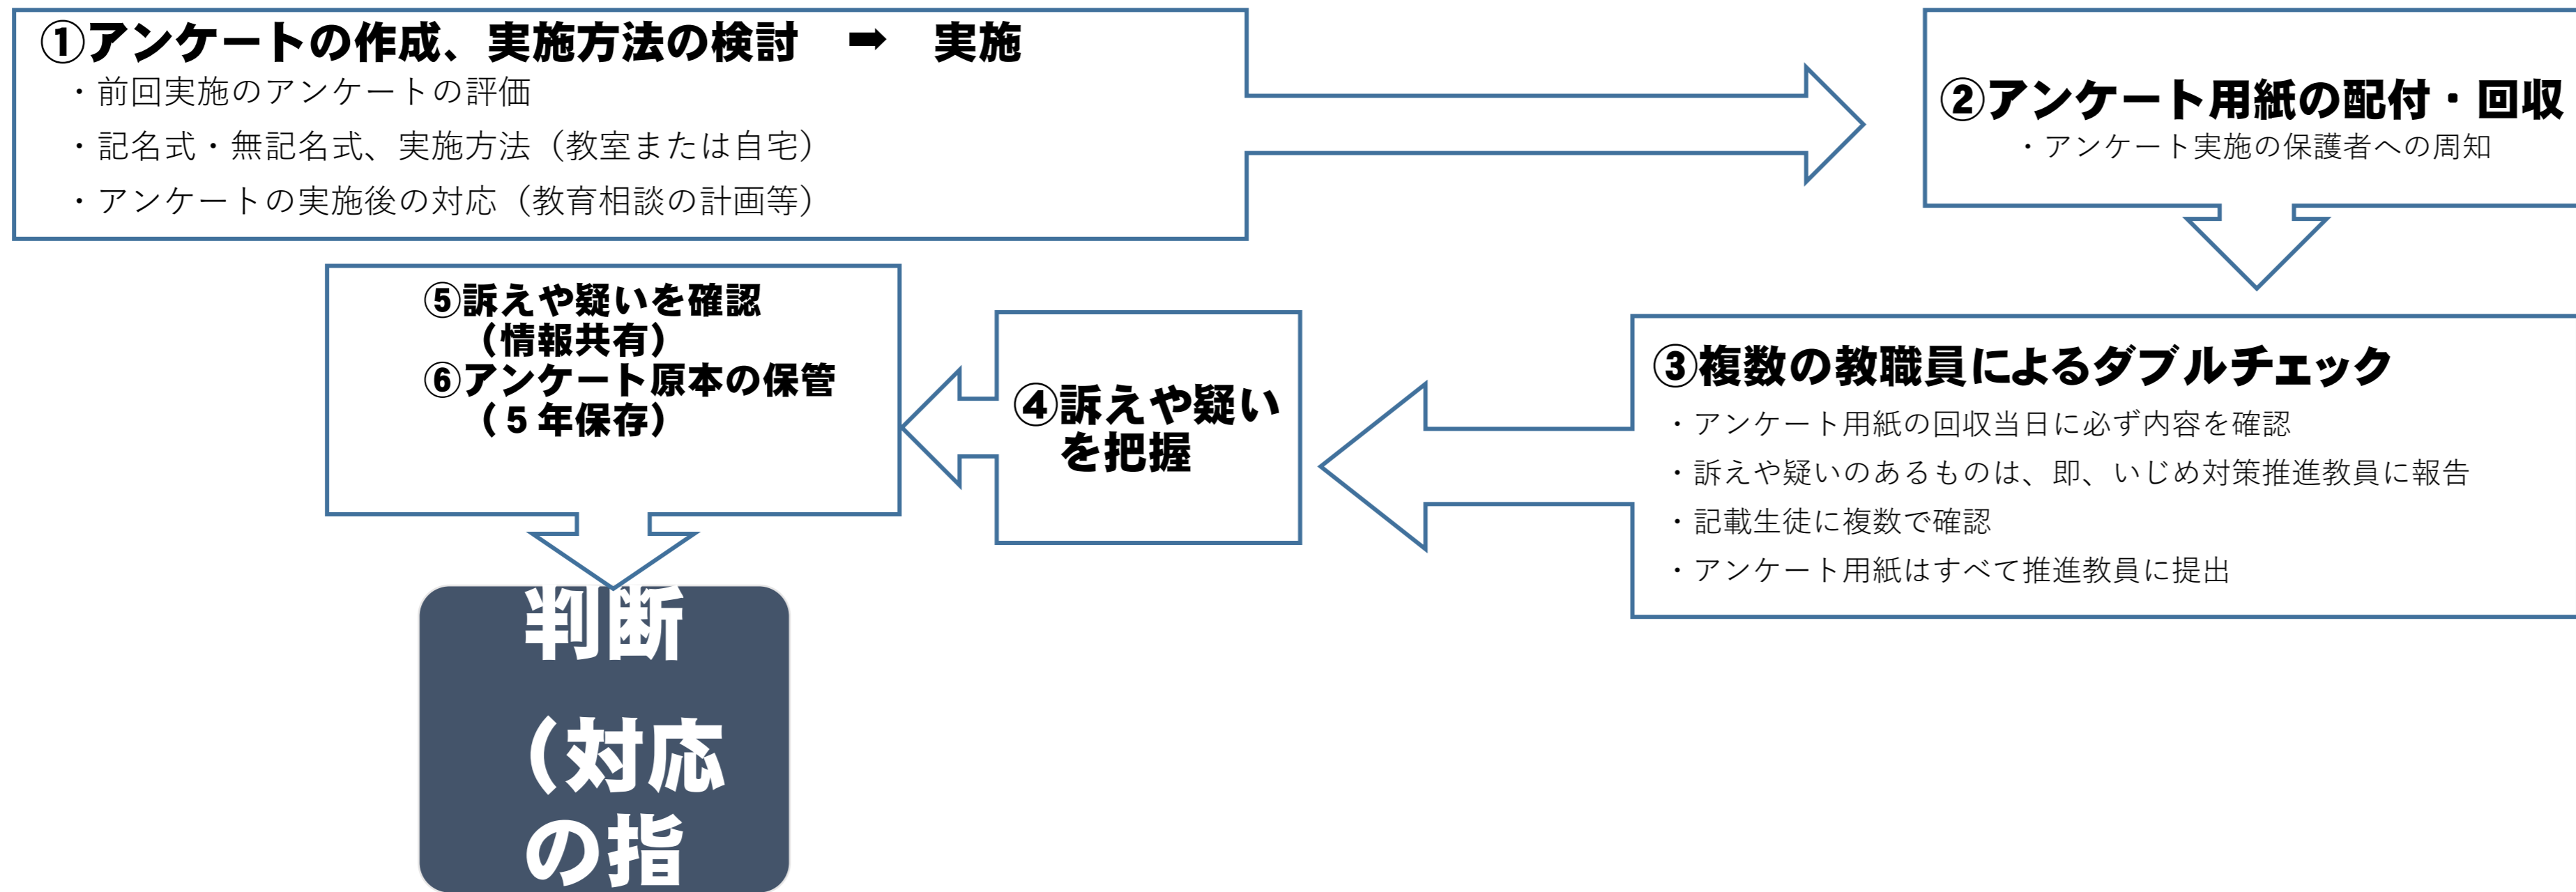 ①アンケートの作成、実施方法の検討　➡　実施
・前回実施のアンケートの評価
・記名式・無記名式、実施方法（教室または自宅）
・アンケートの実施後の対応（教育相談の計画等）
②アンケート用紙の配付・回収
・アンケート実施の保護者への周知
③複数の教職員によるダブルチェック
・アンケート用紙の回収当日に必ず内容を確認
・訴えや疑いのあるものは、即、いじめ対策推進教員に報告
・記載生徒に複数で確認
・アンケート用紙はすべて推進教員に提出
④訴えや疑い
を把握
⑤訴えや疑いを確認
（情報共有）
⑥アンケート原本の保管
（５年保存）
判断
（対応
の指